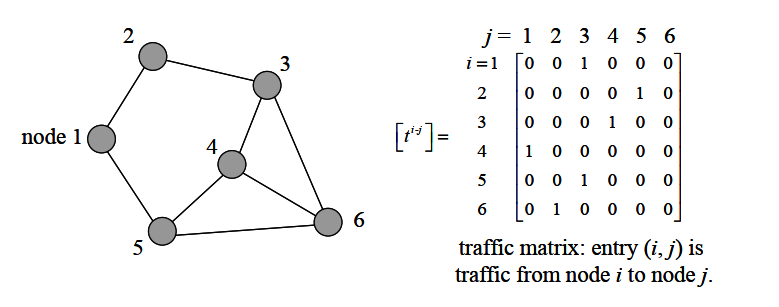 2
3
node 1
4
5
6
j = 1 2 3 4 5 6
i = 1 0 0 1 0 0 0
2 0 0 0 0 1 0
3 0 0 0 1 0 0
[t^{i-j}] =
4 1 0 0 0 0 0
5 0 0 1 0 0 0
6 0 1 0 0 0 0
traffic matrix: entry (i, j) is
traffic from node i to node j.